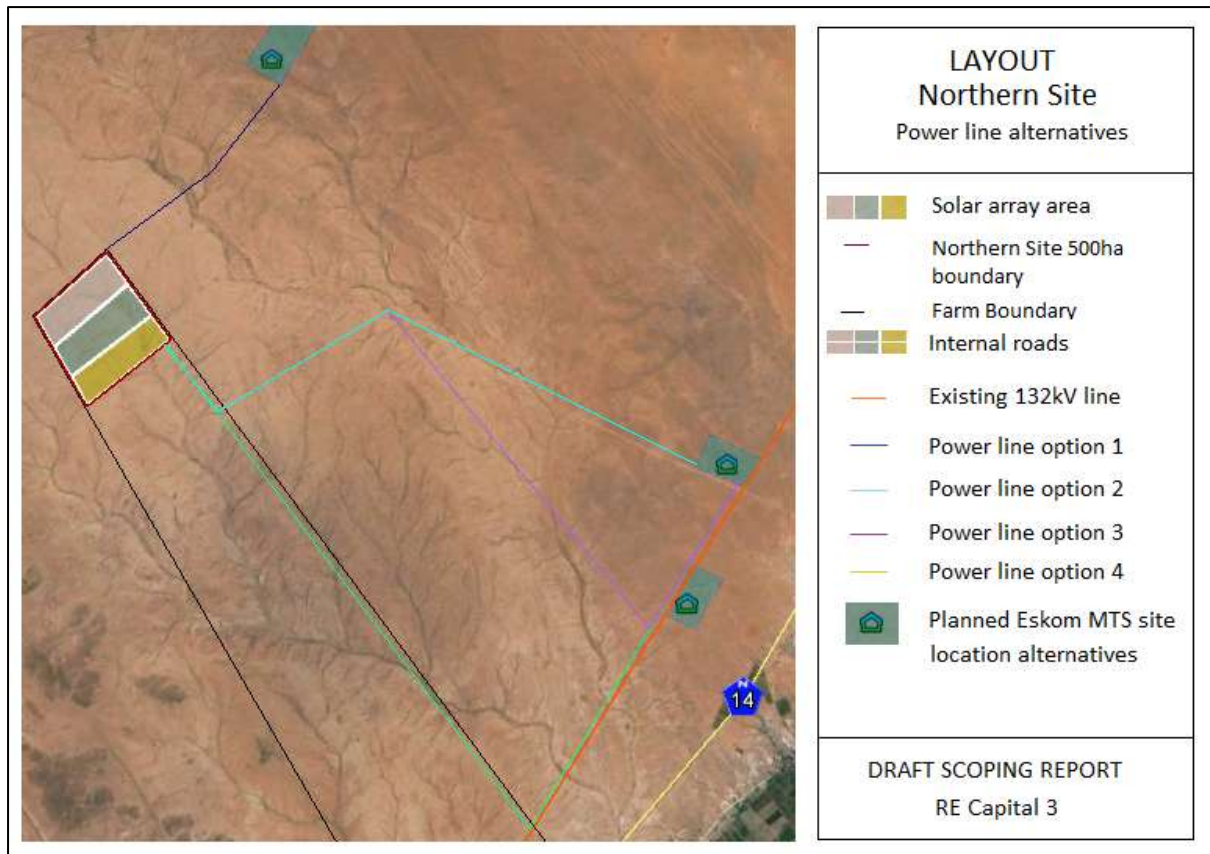 LAYOUT
Northern Site
Power line alternatives
Solar array area
Northern Site 500ha
boundary
Farm Boundary
Internal roads
Existing 132kV line
Power line option 1
Power line option 2
Power line option 3
Power line option 4
Planned Eskom MTS site
location alternatives
N
14
DRAFT SCOPING REPORT
RE Capital 3